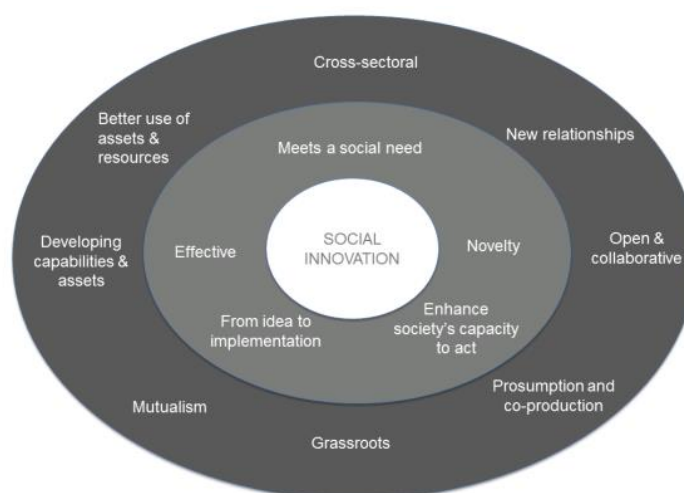 Cross-sectoral
Better use of
assets &
resources
New relationships
Meets a social need
Developing
capabilities &
assets
Effective
SOCIAL
INNOVATION
Novelty
Open &
collaborative
From idea to
implementation
Enhance
society's capacity
to act
Mutualism
Prosumption and
co-production
Grassroots